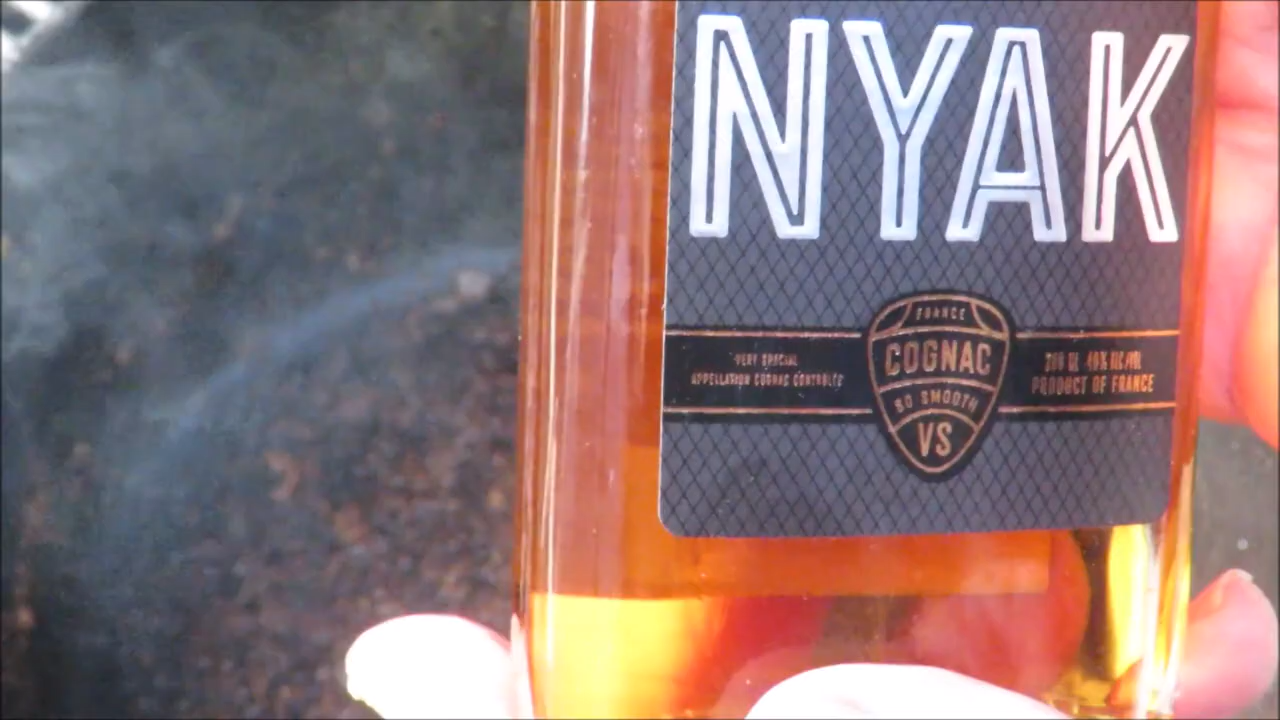 NYAK
FRANCE
COGNAC
SO SMOOTH
VS
VERY SPECIAL
APPELLATION COGNAC CONTROLÉE
PRODUCT OF FRANCE